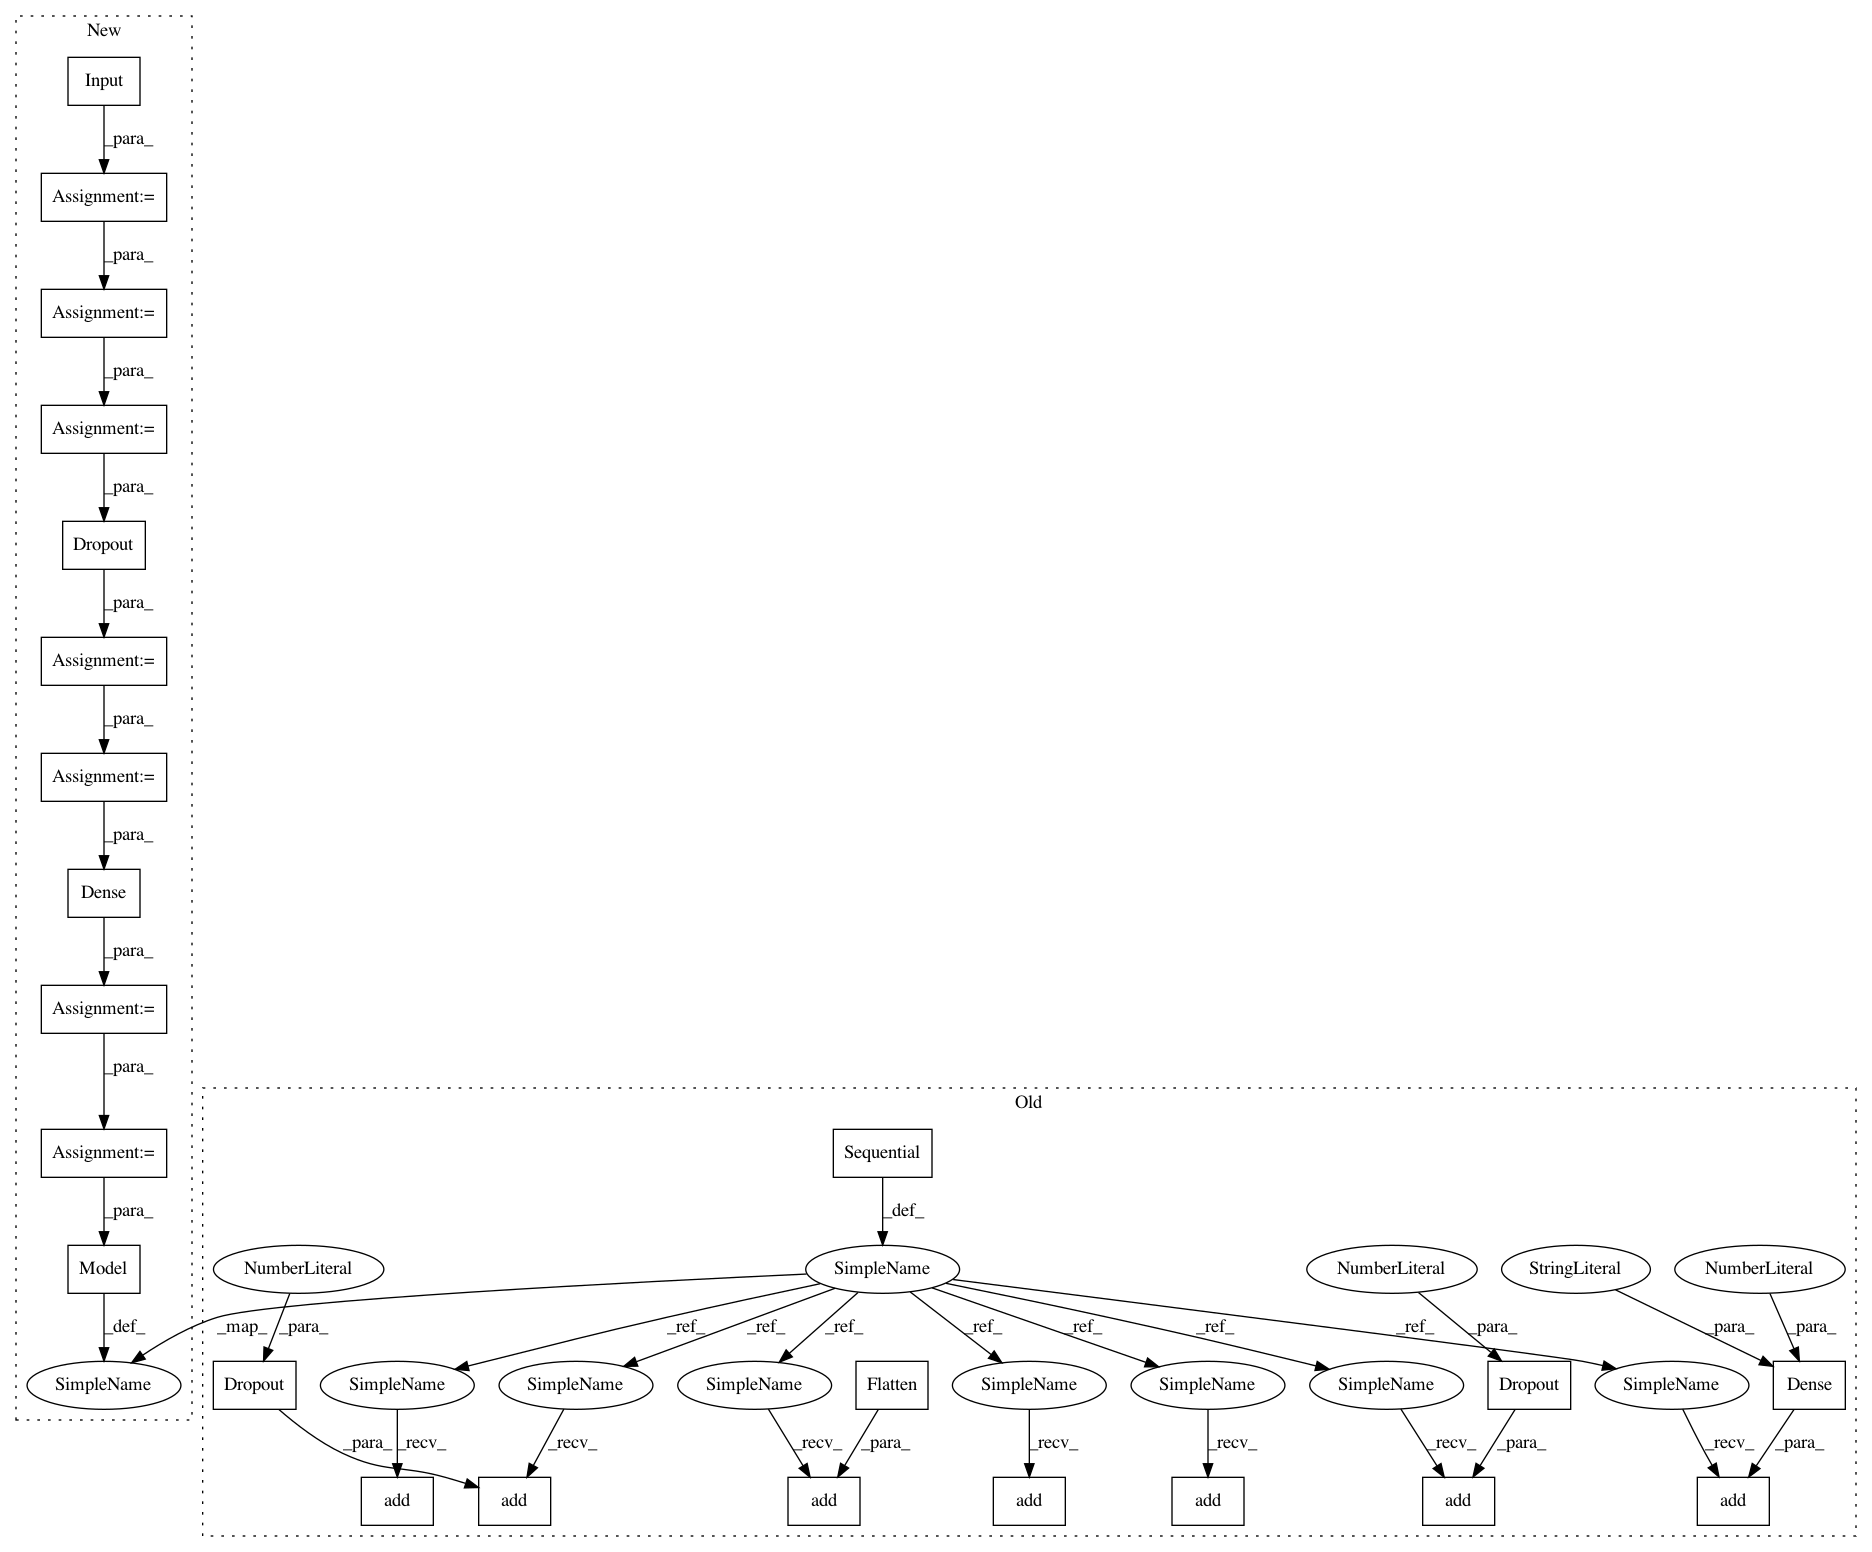 New
Input
_para_
Assignment:=
_para_
Assignment:=
_para_
Assignment:=
_para_
Dropout
_para_
Assignment:=
_para_
Assignment:=
_para_
Dense
_para_
Assignment:=
_para_
Assignment:=
_para_
Model
_def_
SimpleName
Old
Sequential
_def_
NumberLiteral
SimpleName
NumberLiteral
StringLiteral
NumberLiteral
_map_
_para_
_ref_
_ref_
_ref_
_ref_
_ref_
_ref_
_ref_
_para_
_para_
_para_
Dropout
SimpleName
SimpleName
SimpleName
Flatten
SimpleName
SimpleName
SimpleName
Dropout
SimpleName
Dense
_para_
_recv_
_recv_
_recv_
_para_
_recv_
_recv_
_recv_
_para_
_recv_
_para_
add
add
add
add
add
add
add